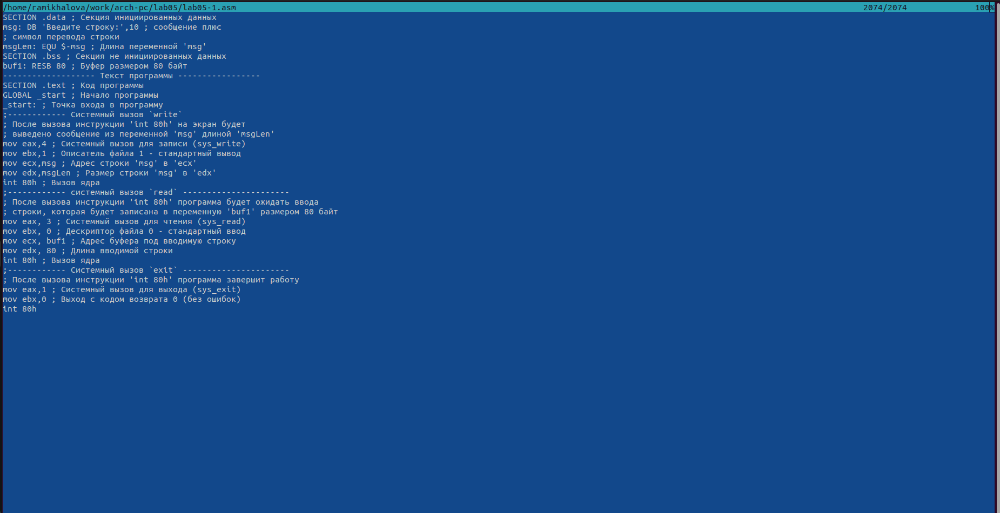 /home/ramikhalova/work/arch-pc/lab05/lab05-1.asm 2074/2074 100%
SECTION .data ; Секция инициированных данных
msg: DB 'Введите строку:',10 ; сообщение плюс
; символ перевода строки
msgLen: EQU $-msg ; Длина переменной 'msg'
SECTION .bss ; Секция не инициированных данных
buf1: RESB 80 ; Буфер размером 80 байт
------------------- Текст программы -----------------
SECTION .text ; Код программы
GLOBAL _start ; Начало программы
_start: ; Точка входа в программу
;------------ Системный вызов `write`
; После вызова инструкции 'int 80h' на экран будет
; выведено сообщение из переменной 'msg' длиной 'msgLen'
mov eax,4 ; Системный вызов для записи (sys_write)
mov ebx,1 ; Описатель файла 1 - стандартный вывод
mov ecx,msg ; Адрес строки 'msg' в 'ecx'
mov edx,msgLen ; Размер строки 'msg' в 'edx'
int 80h ; Вызов ядра
;------------ системный вызов `read` ----------------------
; После вызова инструкции 'int 80h' программа будет ожидать ввода
; строки, которая будет записана в переменную 'buf1' размером 80 байт
mov eax, 3 ; Системный вызов для чтения (sys_read)
mov ebx, 0 ; Дескриптор файла 0 - стандартный ввод
mov ecx, buf1 ; Адрес буфера под вводимую строку
mov edx, 80 ; Длина вводимой строки
int 80h ; Вызов ядра
;------------ Системный вызов `exit` ----------------------
; После вызова инструкции 'int 80h' программа завершит работу
mov eax,1 ; Системный вызов для выхода (sys_exit)
mov ebx,0 ; Выход с кодом возврата 0 (без ошибок)
int 80h